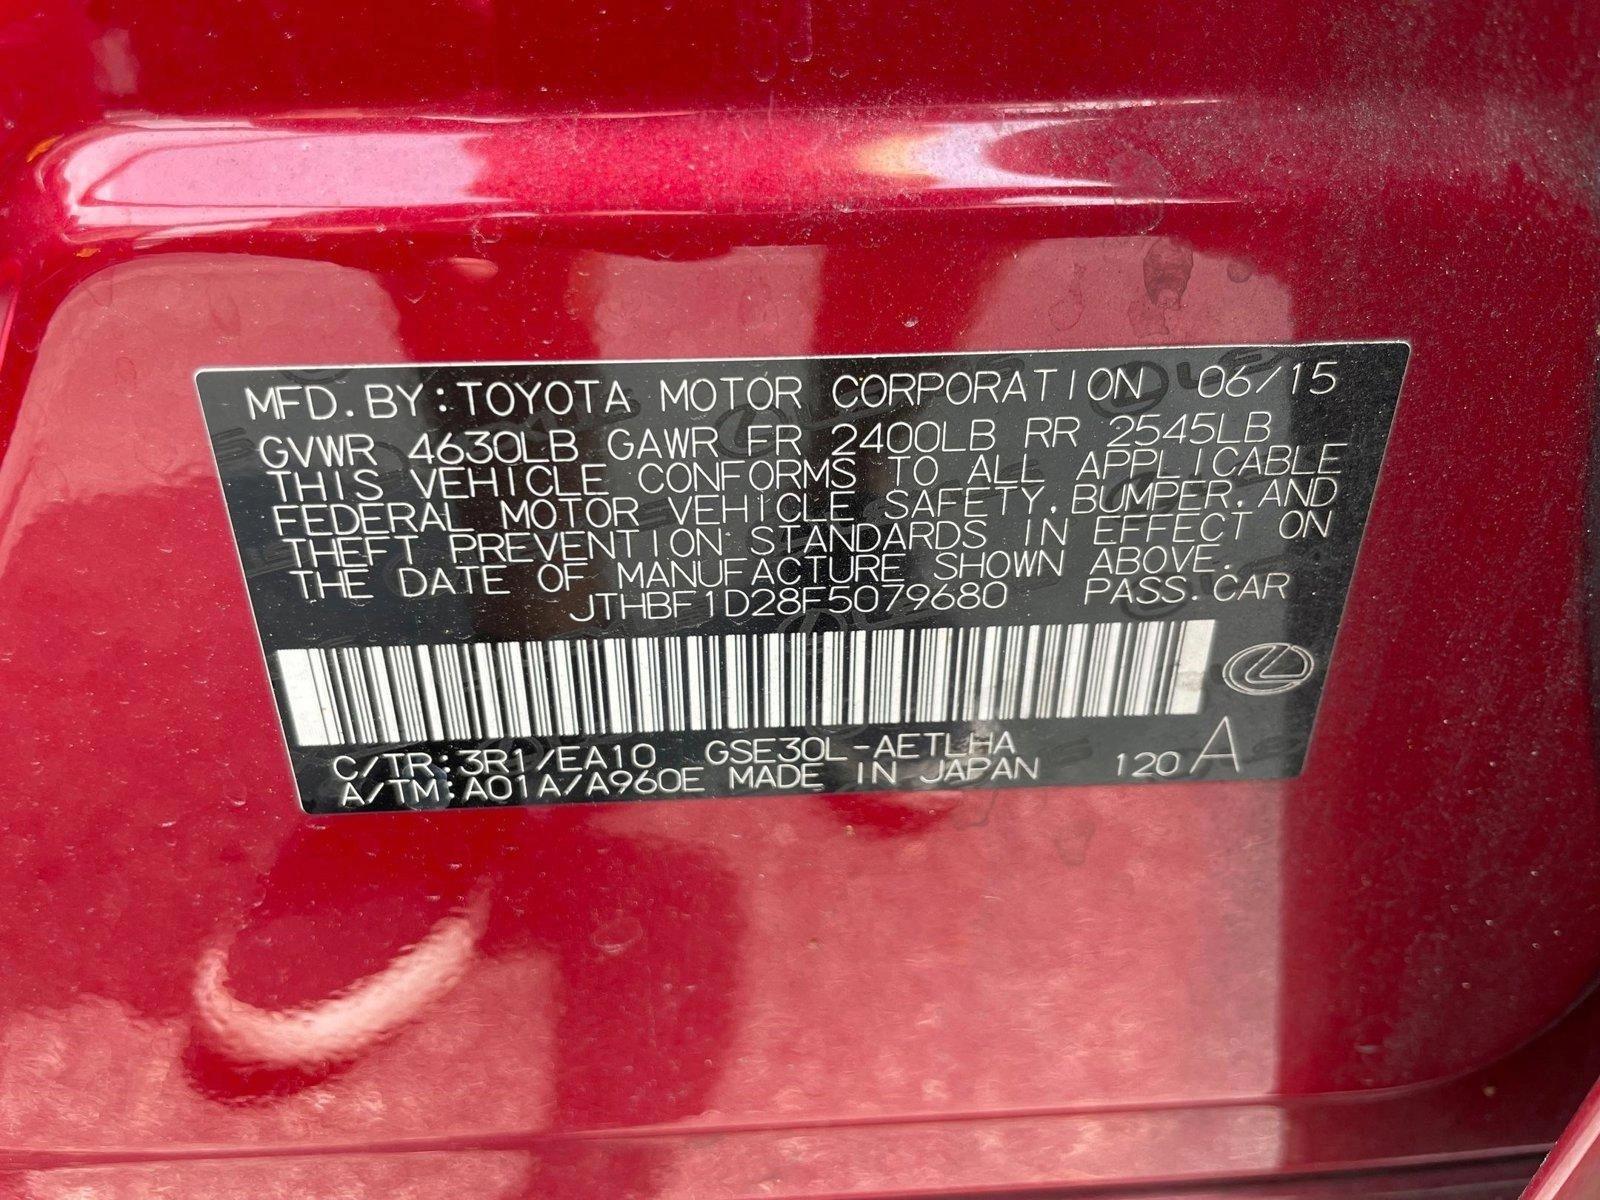 MFD. BY: TOYOTA MOTOR CORPORATION 06/15
GVWR 4630LB GAWR FR 2400LB RR 2545LB
THIS VEHICLE CONFORMS TO ALL APPLICABLE
FEDERAL MOTOR VEHICLE SAFETY, BUMPER, AND
THEFT PREVENTION STANDARDS IN EFFECT ON
THE DATE OF MANUFACTURE SHOWN ABOVE.
JTHBF1D28F5079680 PASS. CAR
C/TR: 3R1/EA10 GSE30L-AETLHA
A/TM: A01A/A960E MADE IN JAPAN 120 A